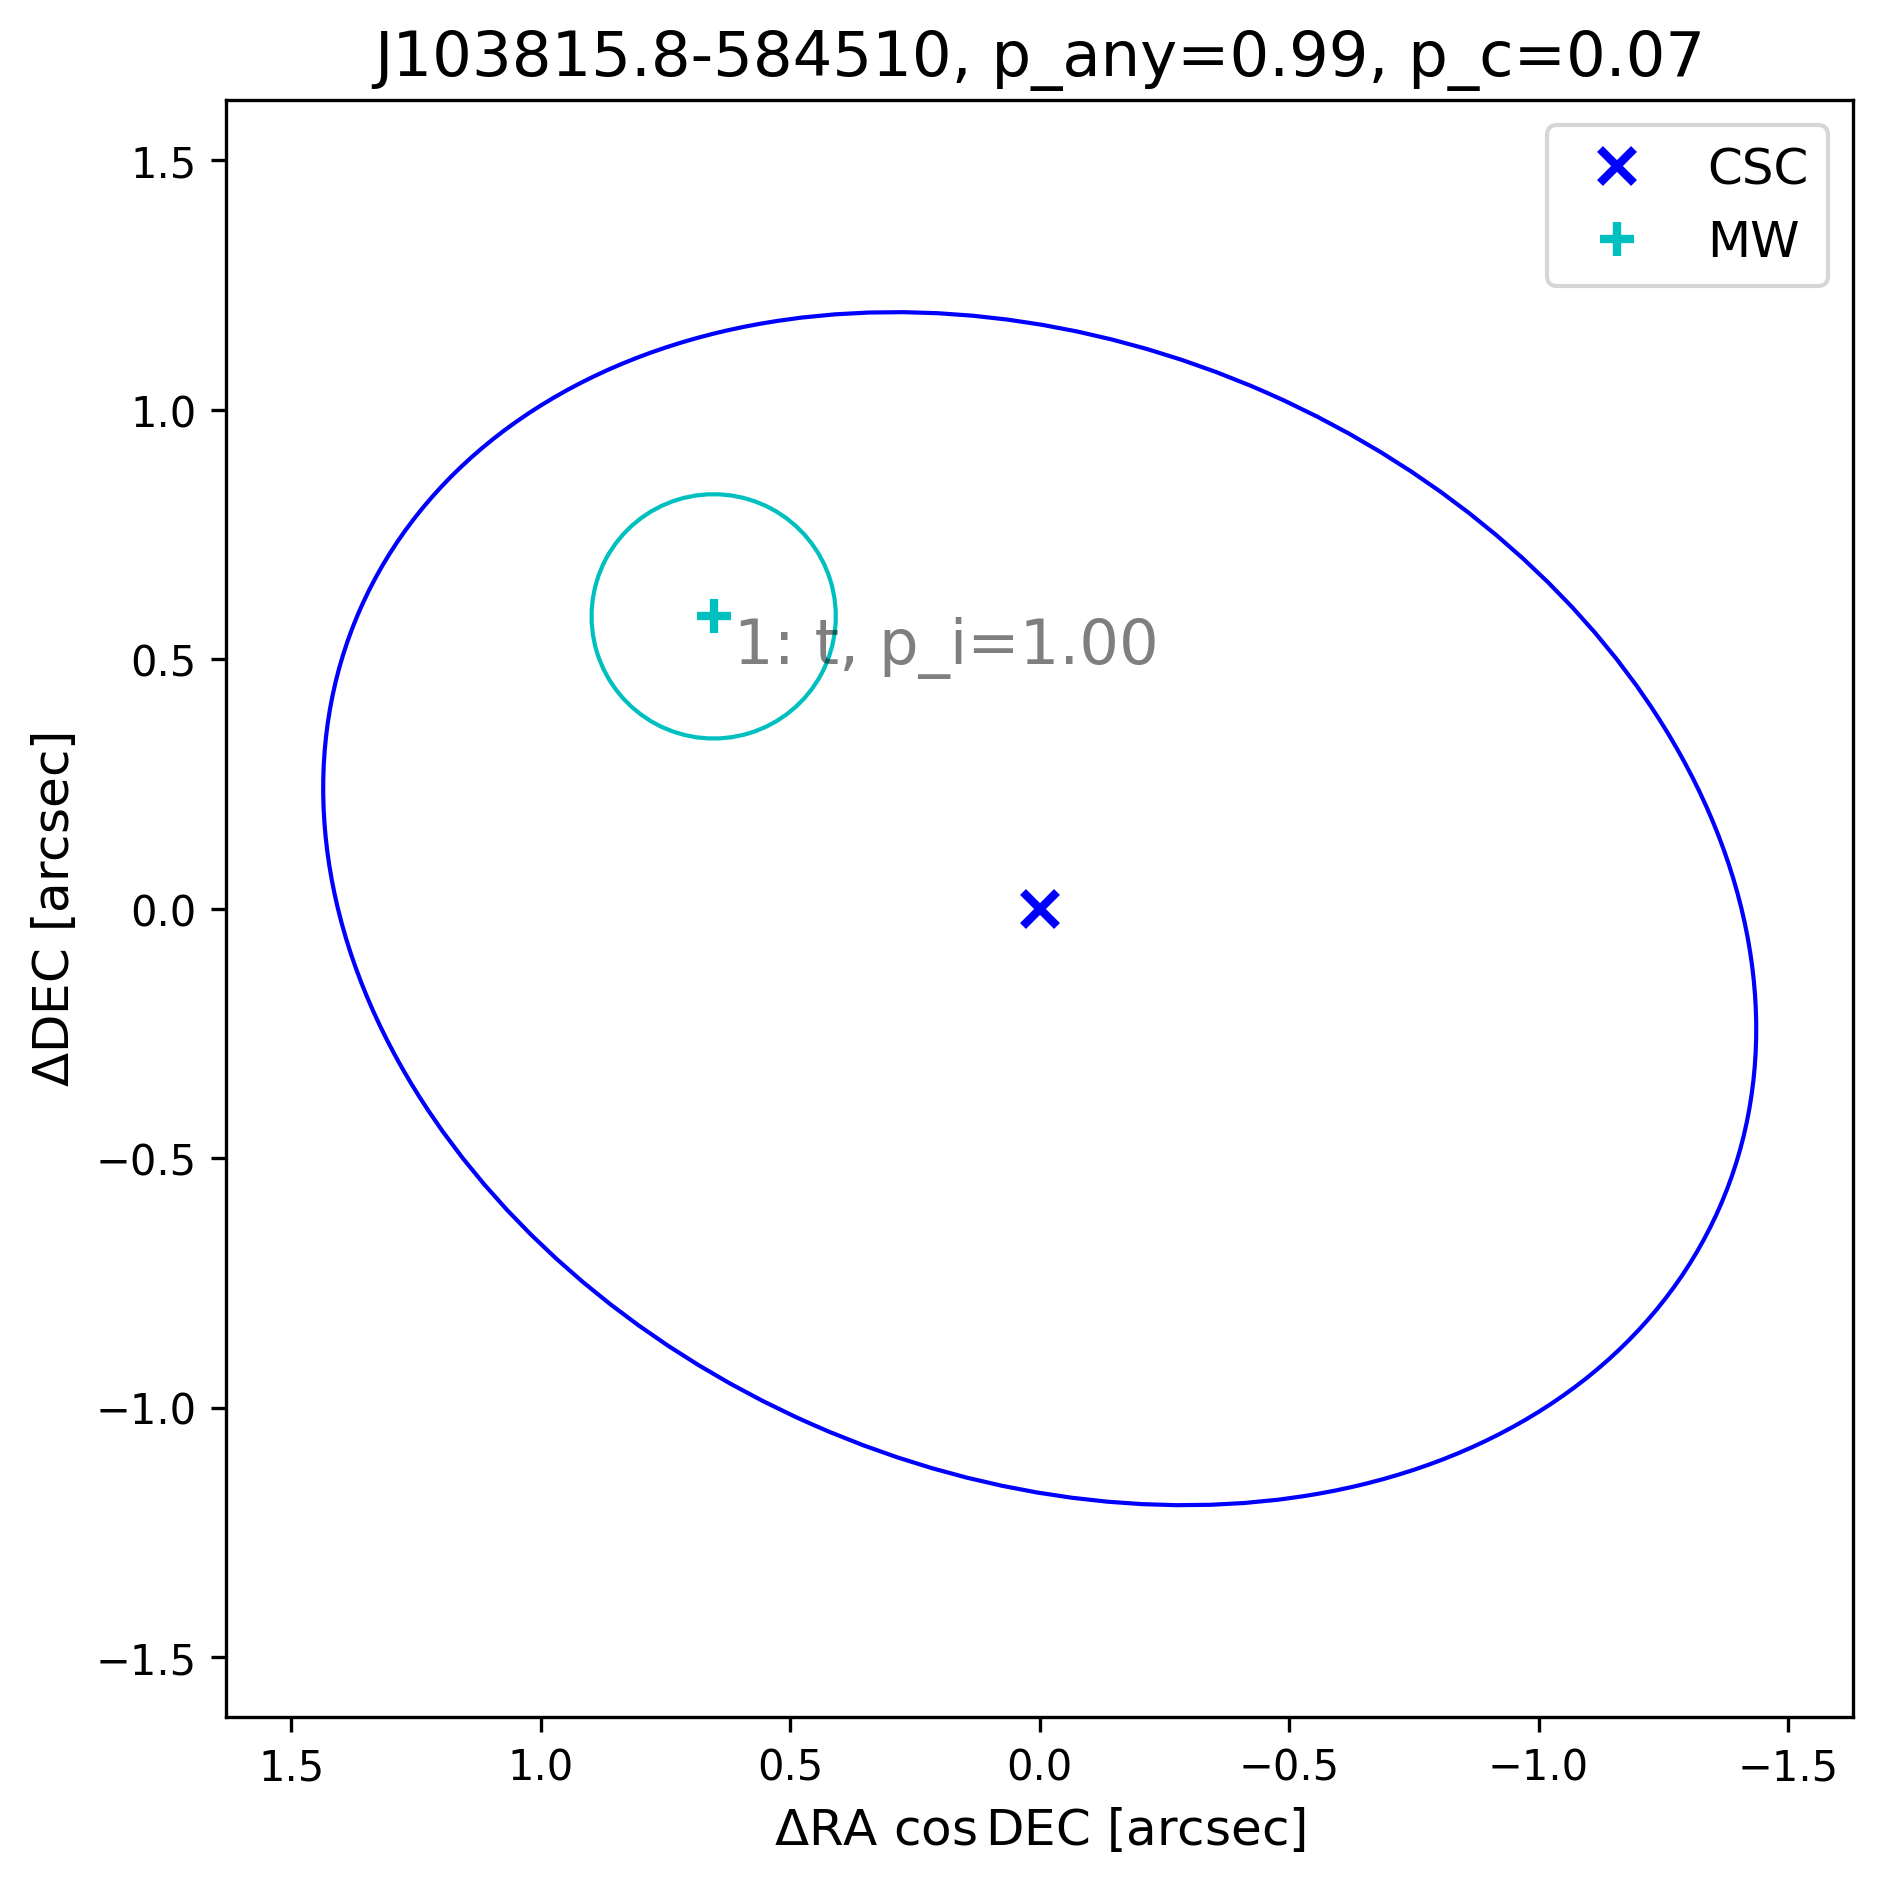 J103815.8-584510, p_any=0.99, p_c=0.07
CSC
MW
1: t, p_i=1.00
1.5
1.0
0.5
0.0
−0.5
−1.0
−1.5
ΔDEC [arcsec]
1.5 1.0 0.5 0.0 −0.5 −1.0 −1.5
ΔRA cos DEC [arcsec]